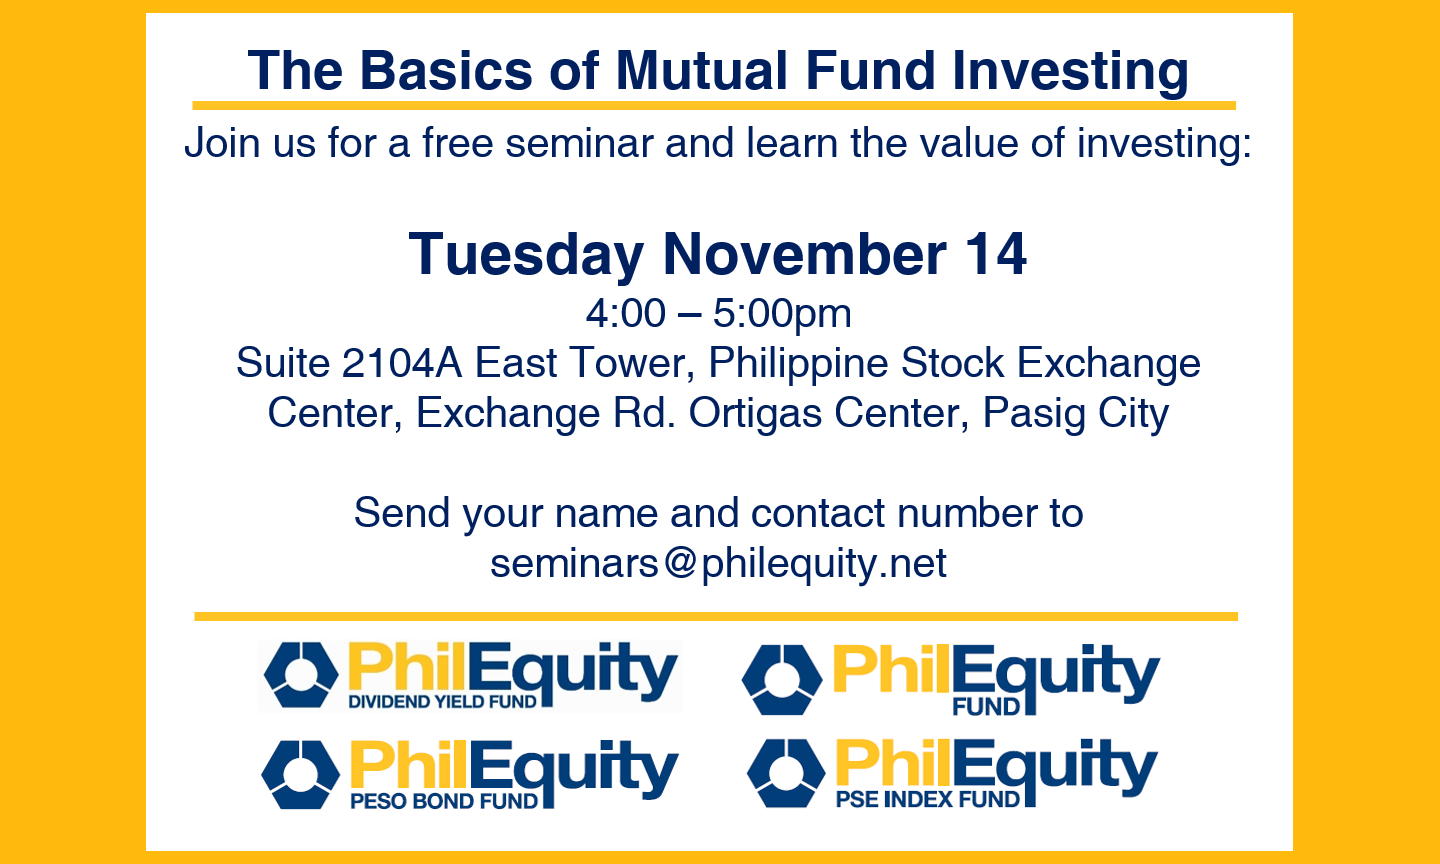 The Basics of Mutual Fund Investing
Join us for a free seminar and learn the value of investing:
Tuesday November 14
4:00 – 5:00pm
Suite 2104A East Tower, Philippine Stock Exchange
Center, Exchange Rd. Ortigas Center, Pasig City
Send your name and contact number to
seminars@philequity.net
PhilEquity
DIVIDEND YIELD FUND
PhilEquity
FUND
PhilEquity
PESO BOND FUND
PhilEquity
PSE INDEX FUND